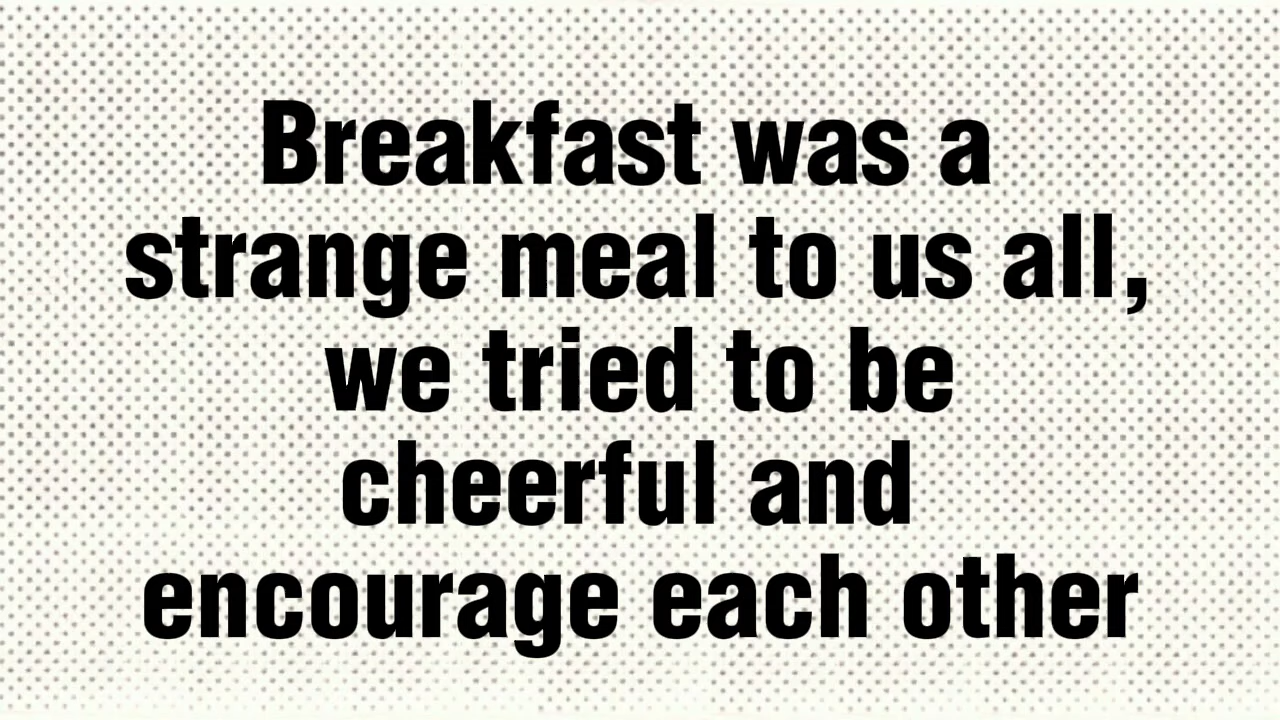 Breakfast was a
strange meal to us all,
we tried to be
cheerful and
encourage each other